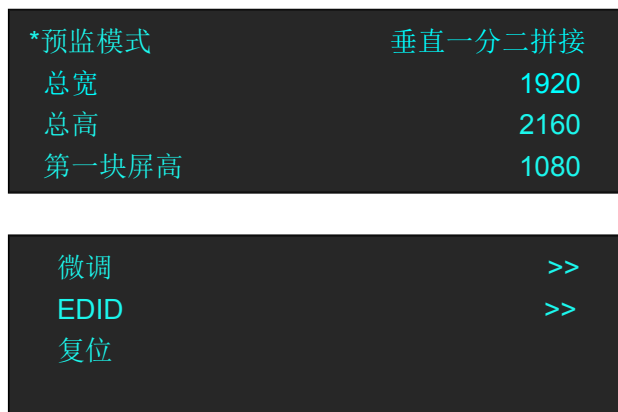 *预监模式 垂直一分二拼接
总宽 1920
总高 2160
第一块屏高 1080
微调 >>
EDID >>
复位